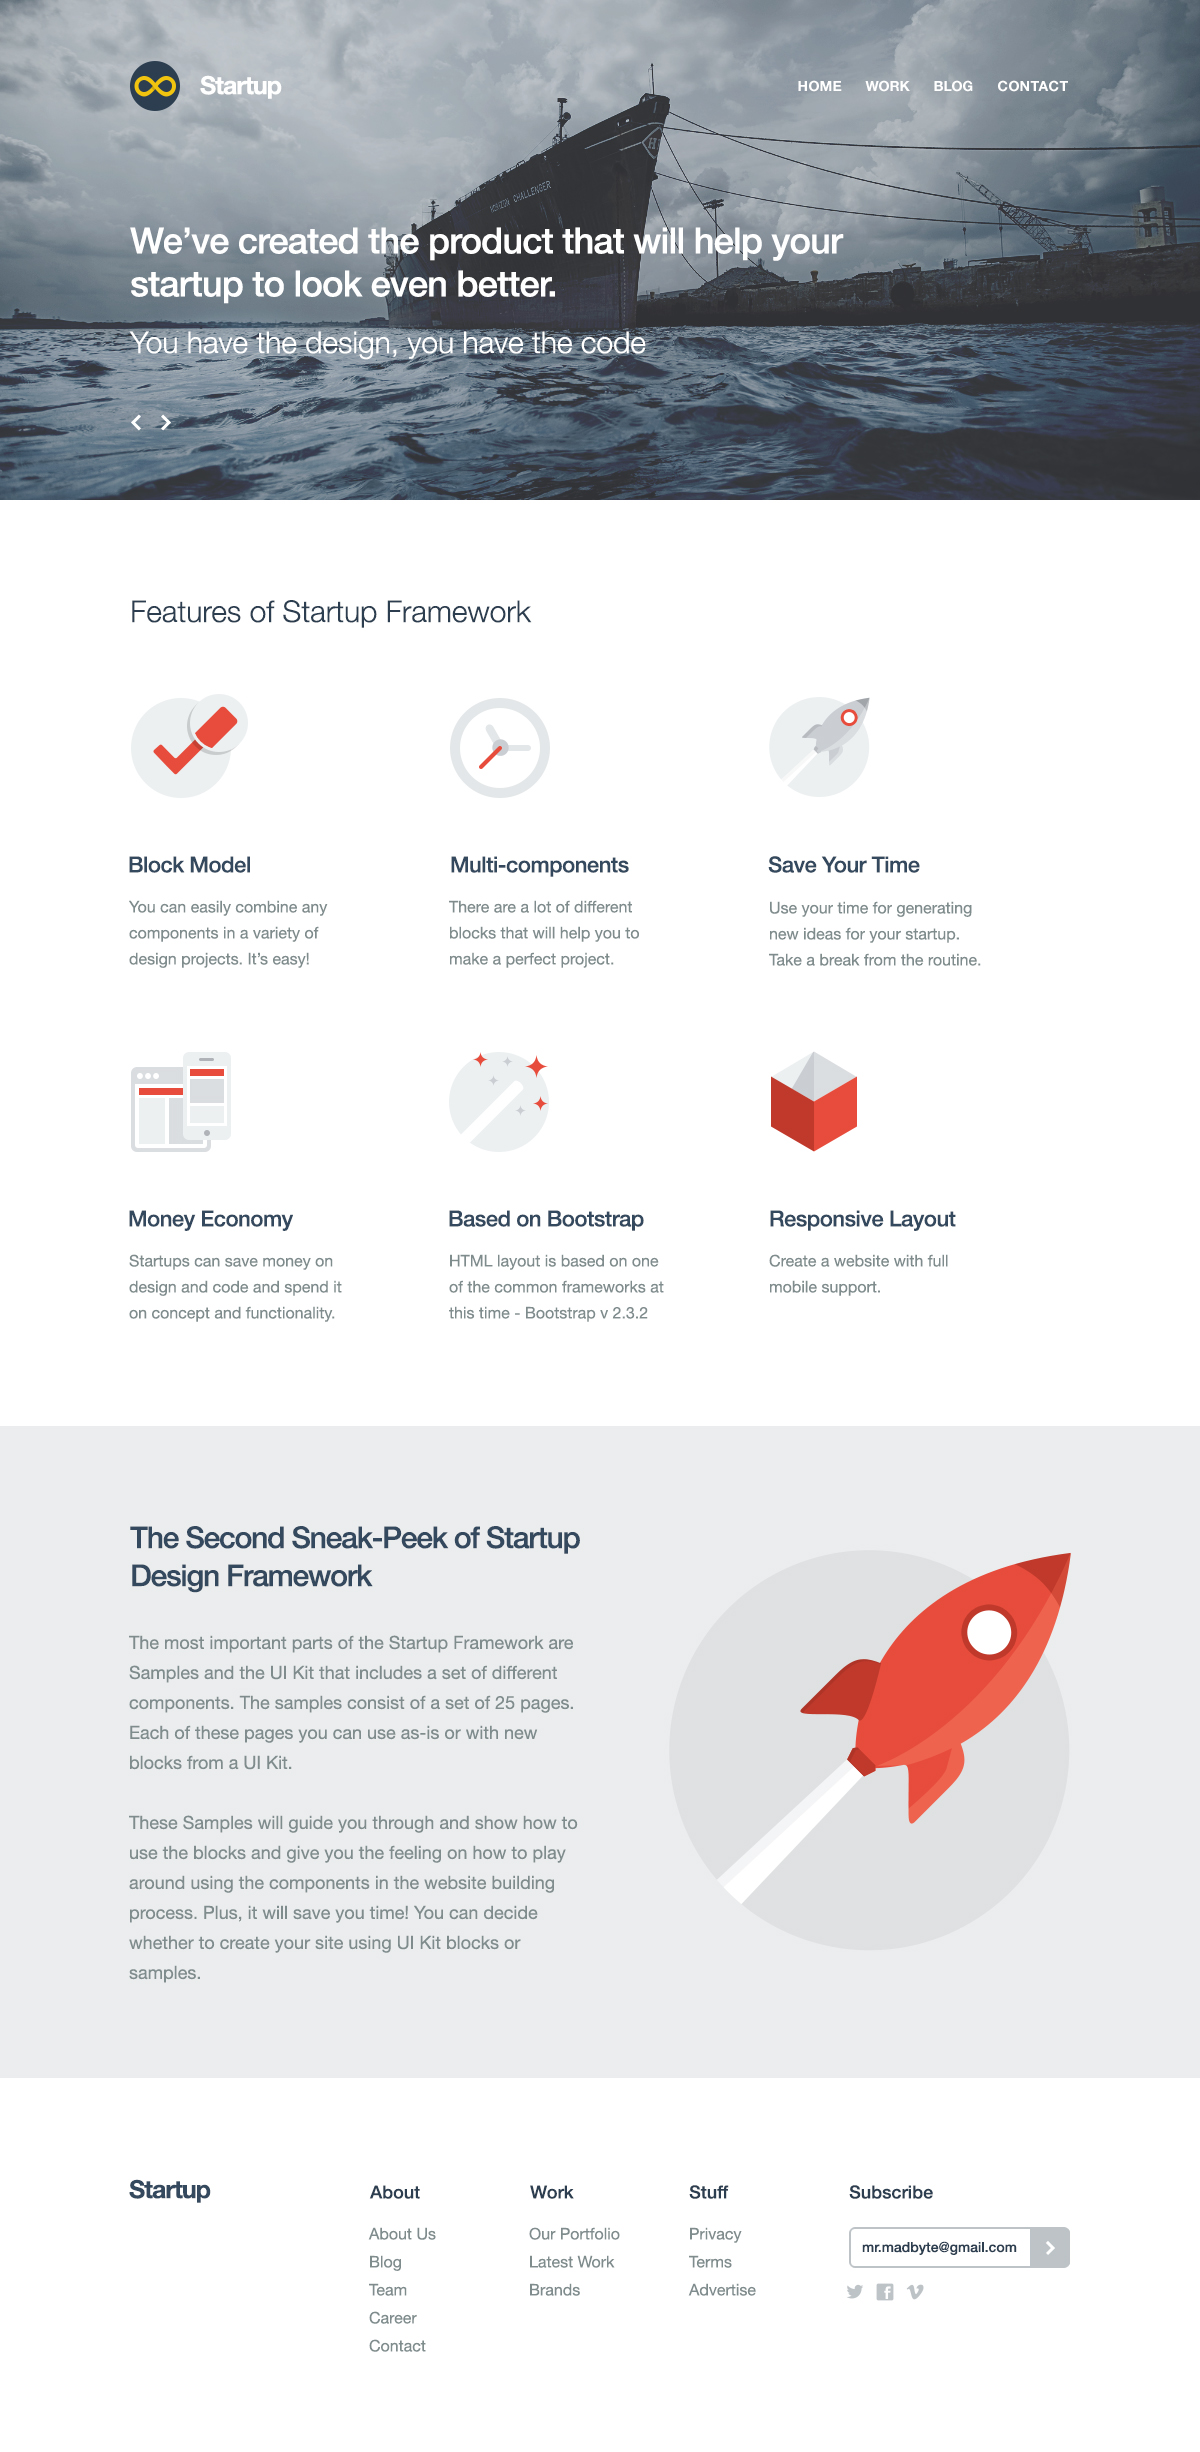 Startup
HOME WORK BLOG CONTACT
H
HORIZON CHALLENGER
We’ve created the product that will help your
startup to look even better.
You have the design, you have the code
Features of Startup Framework
Block Model
You can easily combine any
components in a variety of
design projects. It’s easy!
Multi-components
There are a lot of different
blocks that will help you to
make a perfect project.
Save Your Time
Use your time for generating
new ideas for your startup.
Take a break from the routine.
Money Economy
Startups can save money on
design and code and spend it
on concept and functionality.
Based on Bootstrap
HTML layout is based on one
of the common frameworks at
this time - Bootstrap v 2.3.2
Responsive Layout
Create a website with full
mobile support.
The Second Sneak-Peek of Startup
Design Framework
The most important parts of the Startup Framework are
Samples and the UI Kit that includes a set of different
components. The samples consist of a set of 25 pages.
Each of these pages you can use as-is or with new
blocks from a UI Kit.
These Samples will guide you through and show how to
use the blocks and give you the feeling on how to play
around using the components in the website building
process. Plus, it will save you time! You can decide
whether to create your site using UI Kit blocks or
samples.
Startup
About
About Us
Blog
Team
Career
Contact
Work
Our Portfolio
Latest Work
Brands
Stuff
Privacy
Terms
Advertise
Subscribe
mr.madbyte@gmail.com